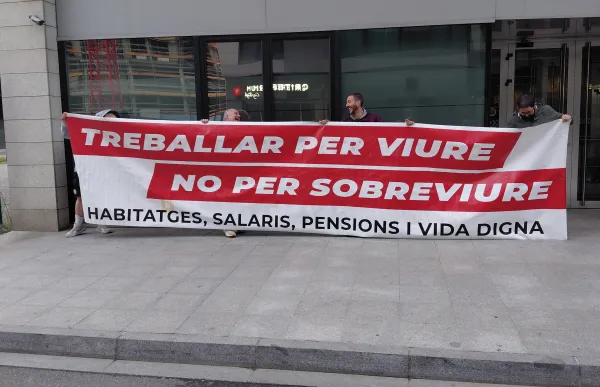 TREBALLAR PER VIURE
NO PER SOBREVIURE
HABITATGES, SALARIS, PENSIONS I VIDA DIGNA